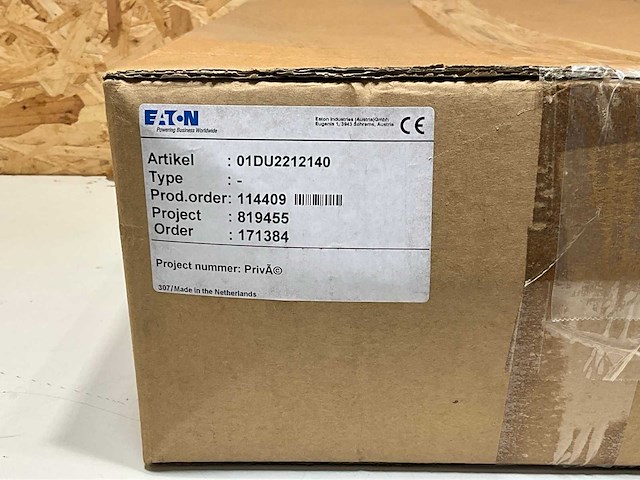 EATON
Powering Business Worldwide
Eaton Industries (Austria)GmbH
Eugenia 1, 3943 Schrems, Austria
CE
Artikel : 01DU2212140
Type : -
Prod.order: 114409
Project : 819455
Order : 171384
Project nummer: PrivÃ©
307/Made in the Netherlands